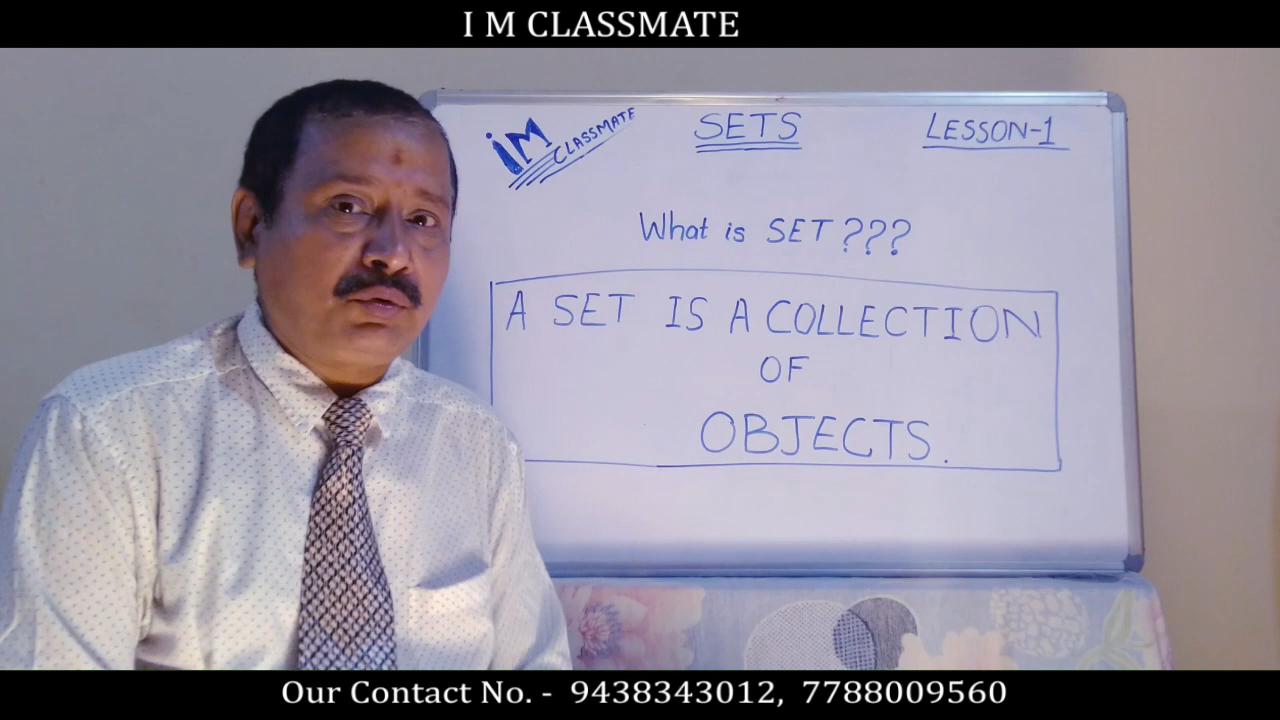 I M CLASSMATE
IM CLASSMATE
SETS
LESSON-1
What is SET???
A SET IS A COLLECTION
OF
OBJECTS.
Our Contact No. - 9438343012, 7788009560